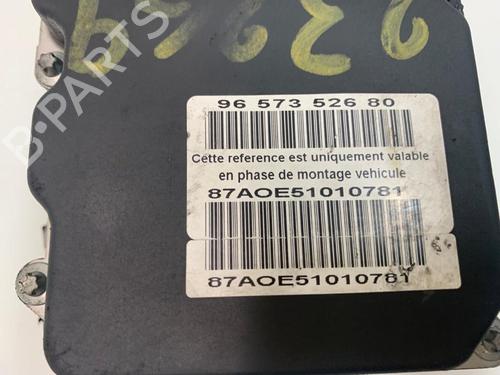 B-PARTS
96 573 526 80
Cette reference est uniquement valable
en phase de montage vehicule
87AOE51010781
87AOE51010781